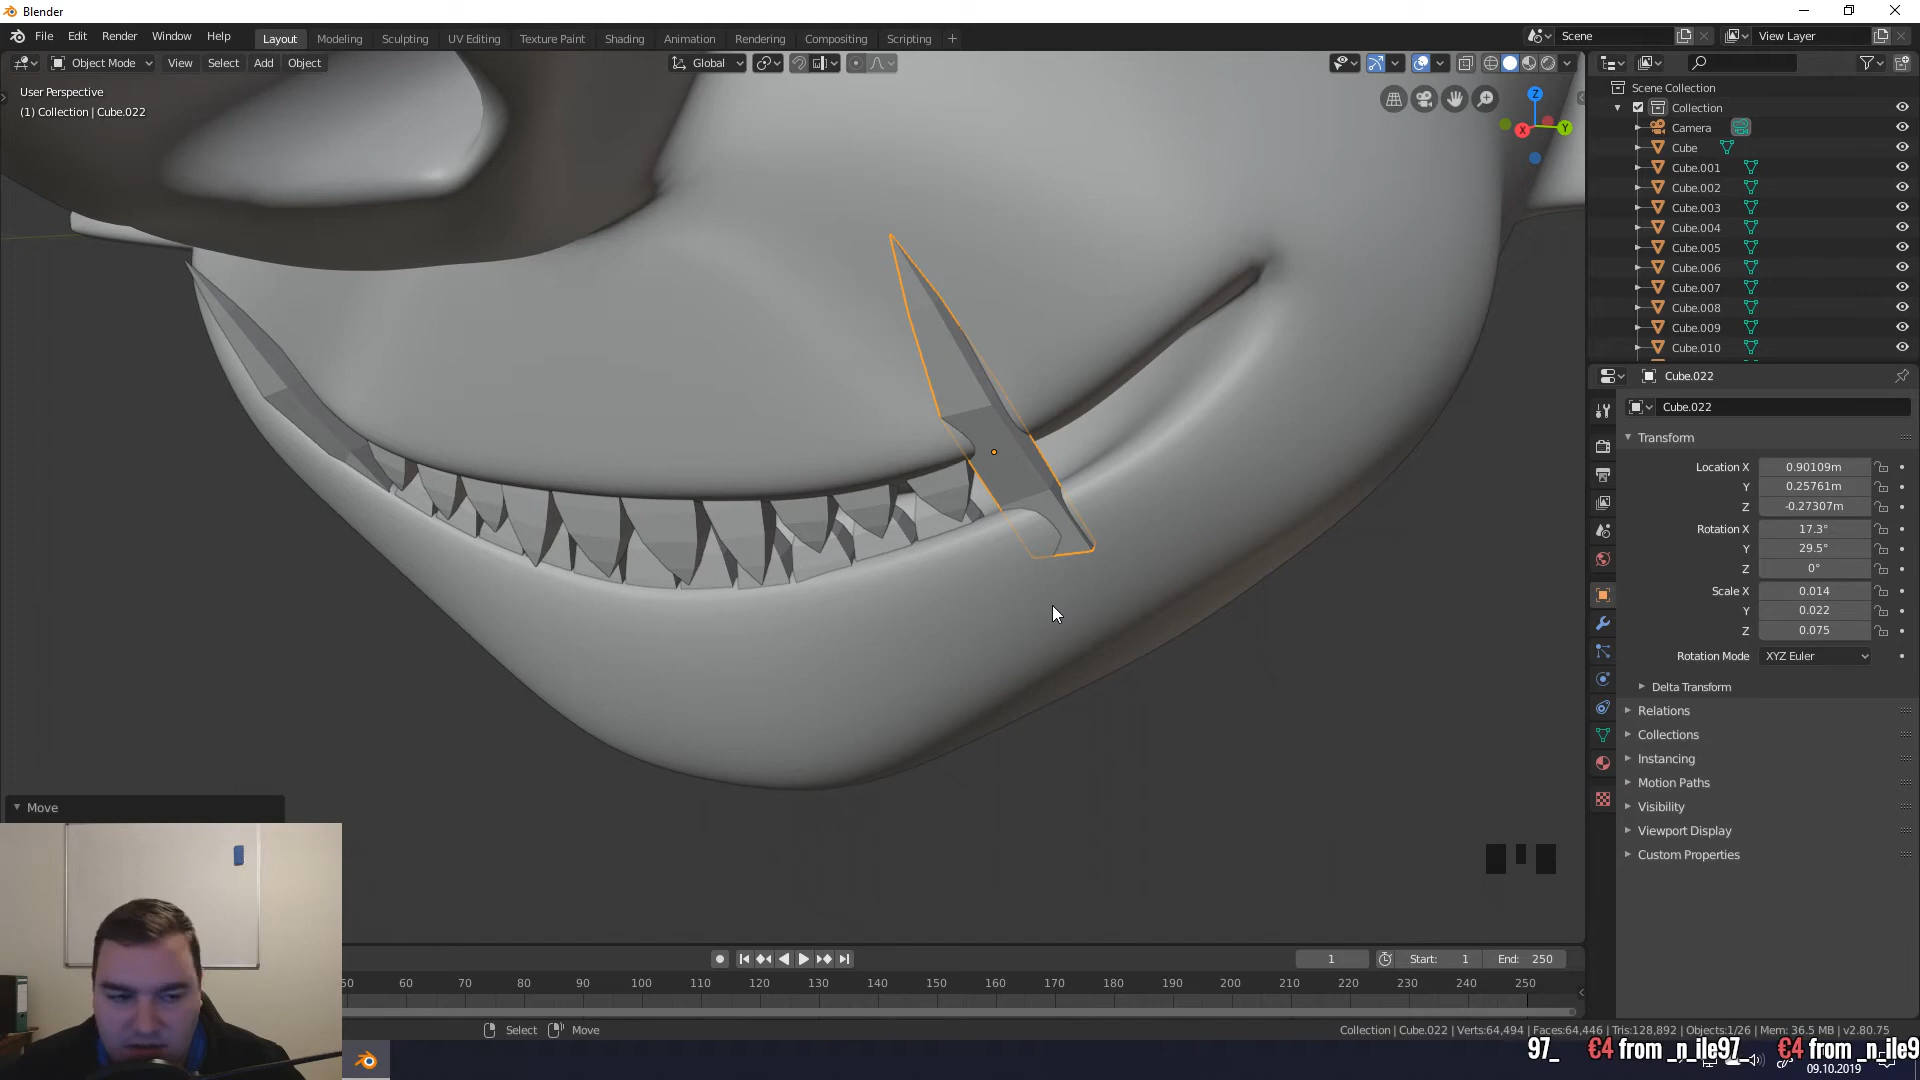 Blender
File Edit Render Window Help
Layout Modeling Sculpting UV Editing Texture Paint Shading Animation Rendering Compositing Scripting +
Scene
View Layer
Object Mode View Select Add Object
Global
User Perspective
(1) Collection | Cube.022
Z
X
Y
Scene Collection
Collection
Camera
Cube
Cube.001
Cube.002
Cube.003
Cube.004
Cube.005
Cube.006
Cube.007
Cube.008
Cube.009
Cube.010
Cube.022
Cube.022
Transform
Location X 0.90109m
Y 0.25761m
Z -0.27307m
Rotation X 17.3°
Y 29.5°
Z 0°
Scale X 0.014
Y 0.022
Z 0.075
Rotation Mode XYZ Euler
Delta Transform
Relations
Collections
Instancing
Motion Paths
Visibility
Viewport Display
Custom Properties
Move
1 Start: 1 End: 250
50 60 70 80 90 100 110 120 130 140 150 160 170 180 190 200 210 220 230 240 250
Select Move
Collection | Cube.022 | Verts:64,494 | Faces:64,446 | Tris:128,892 | Objects:1/26 | Mem: 36.5 MB | v2.80.75
97_ €4 from _n_ile97_ €4 from _n_ile9
09.10.2019